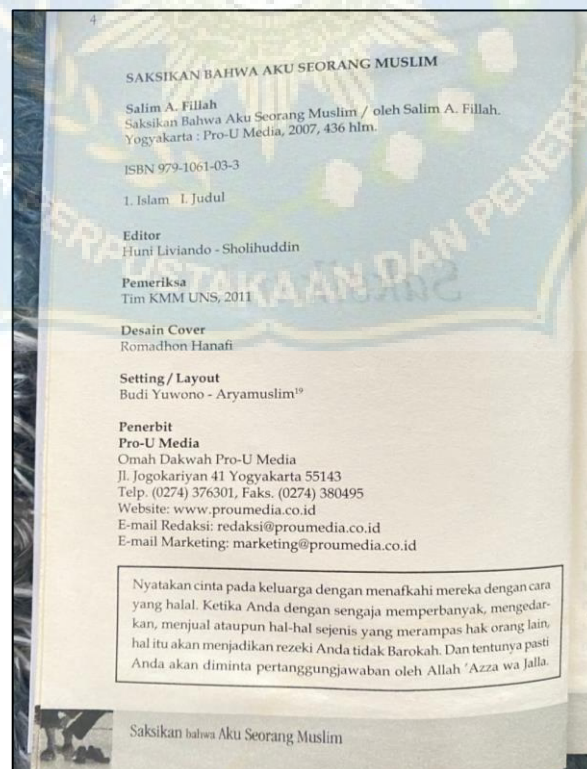 4
SAKSIKAN BAHWA AKU SEORANG MUSLIM
Salim A. Fillah
Saksikan Bahwa Aku Seorang Muslim / oleh Salim A. Fillah.
Yogyakarta : Pro-U Media, 2007, 436 hlm.
ISBN 979-1061-03-3
1. Islam I. Judul
Editor
Huni Liviando - Sholihuddin
Pemeriksa
Tim KMM UNS, 2011
Desain Cover
Romadhon Hanafi
Setting / Layout
Budi Yuwono - Aryamuslim¹⁹
Penerbit
Pro-U Media
Omah Dakwah Pro-U Media
Jl. Jogokariyan 41 Yogyakarta 55143
Telp. (0274) 376301, Faks. (0274) 380495
Website: www.proumedia.co.id
E-mail Redaksi: redaksi@proumedia.co.id
E-mail Marketing: marketing@proumedia.co.id
Nyatakan cinta pada keluarga dengan menafkahi mereka dengan cara
yang halal. Ketika Anda dengan sengaja memperbanyak, mengedar-
kan, menjual ataupun hal-hal sejenis yang merampas hak orang lain,
hal itu akan menjadikan rezeki Anda tidak Barokah. Dan tentunya pasti
Anda akan diminta pertanggungjawaban oleh Allah 'Azza wa Jalla.
Saksikan bahwa Aku Seorang Muslim
PERPUSTAKAAN DAN PENER